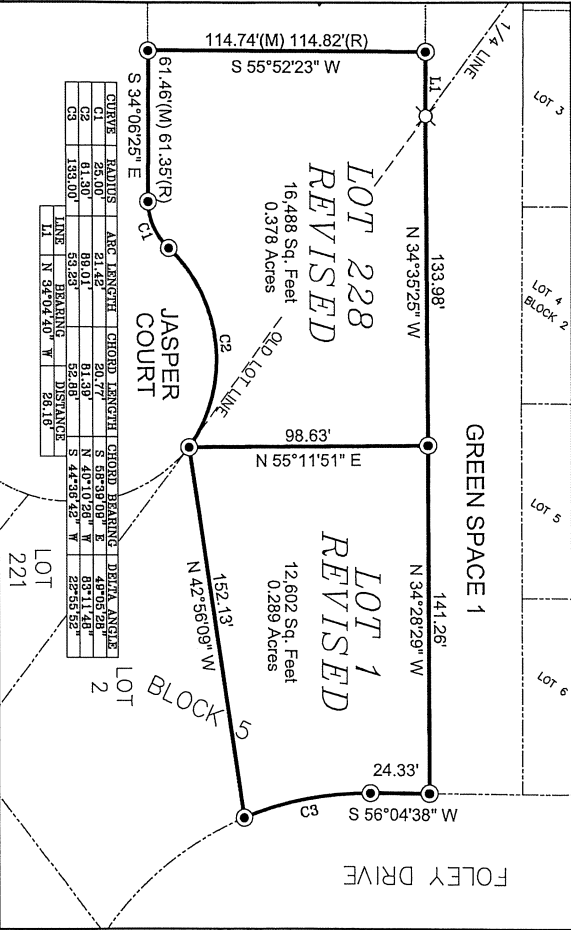 LOT 3
LOT 4
BLOCK 2
LOT 5
LOT 6
1/4 LINE
GREEN SPACE 1
L1
133.98'
N 34°35'25" W
141.26'
N 34°28'29" W
114.74'(M) 114.82'(R)
S 55°52'23" W
LOT 228
REVISED
16,488 Sq. Feet
0.378 Acres
98.63'
N 55°11'51" E
LOT 1
REVISED
12,602 Sq. Feet
0.289 Acres
24.33'
S 56°04'38" W
FOLEY DRIVE
61.46'(M) 61.35'(R)
S 34°06'25" E
C1
C2
OLD LOT LINE
JASPER
COURT
152.13'
N 42°56'09" W
C3
BLOCK 5
LOT
2
LOT
221
CURVE RADIUS ARC LENGTH CHORD LENGTH CHORD BEARING DELTA ANGLE
C1 25.00' 21.42' 20.77' S 58°39'09" E 49°05'28"
C2 61.30' 89.01' 81.39' N 40°10'26" W 83°11'48"
C3 133.00' 53.23' 52.88' S 44°36'42" W 22°55'52"
LINE BEARING DISTANCE
L1 N 34°04'40" W 26.16'